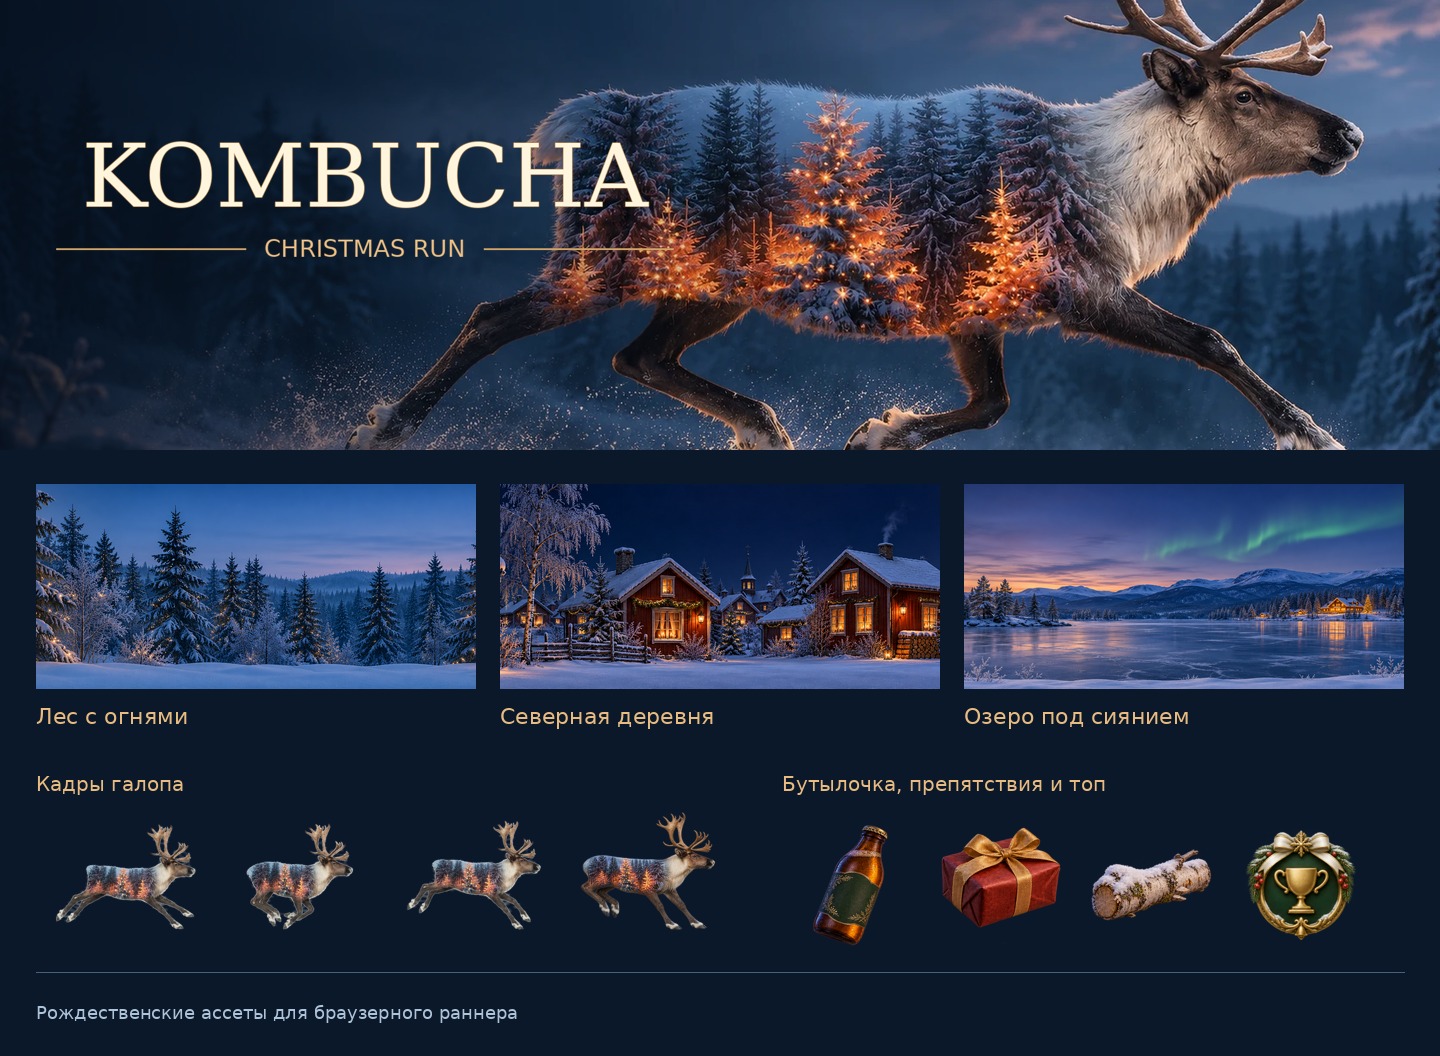 KOMBUCHA
CHRISTMAS RUN
Лес с огнями
Северная деревня
Озеро под сиянием
Кадры галопа
Бутылочка, препятствия и топ
Рождественские ассеты для браузерного раннера